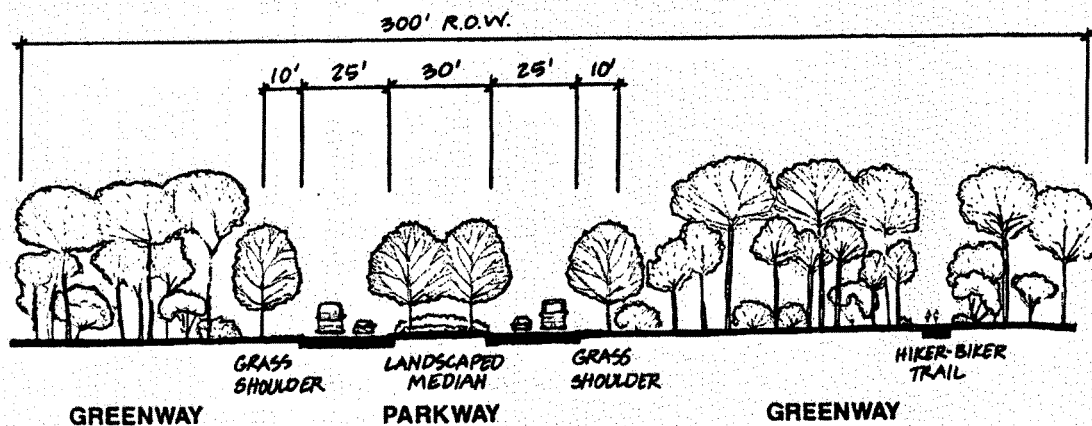 300' R.O.W.
10' 25' 30' 25' 10'
GRASS SHOULDER
LANDSCAPED MEDIAN
GRASS SHOULDER
HIKER-BIKER TRAIL
GREENWAY PARKWAY GREENWAY